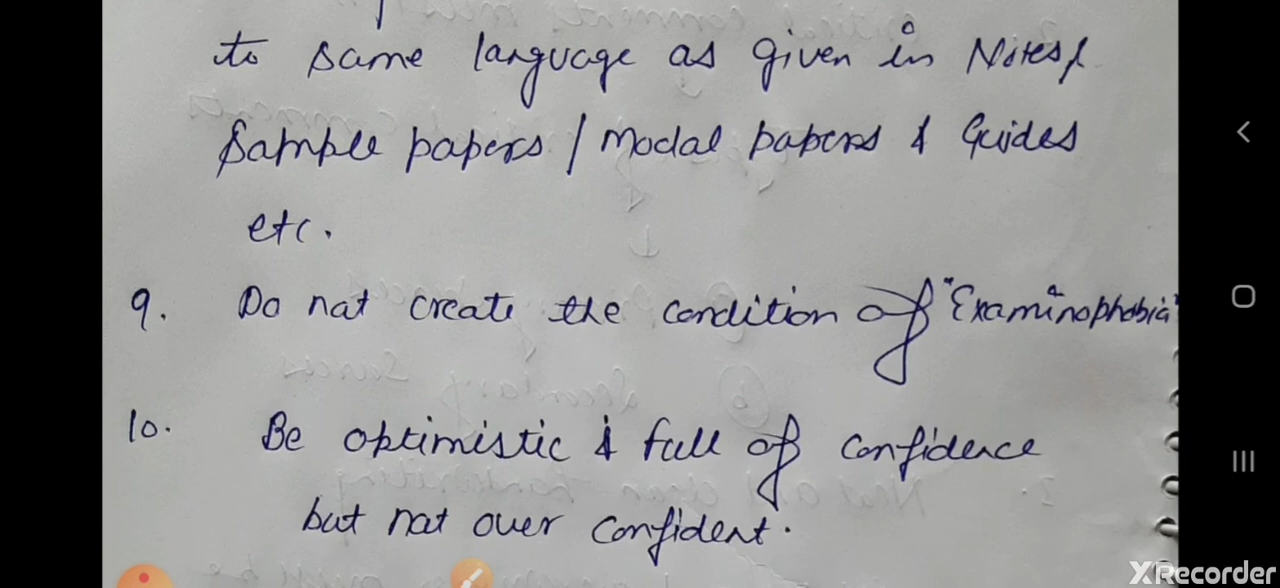 to same language as given in Notes/
Sample papers / Modal papers & Guides
etc.
9. Do not create the condition of "Examinophobia"
10. Be optimistic & full of confidence
but not over confident.
XRecorder